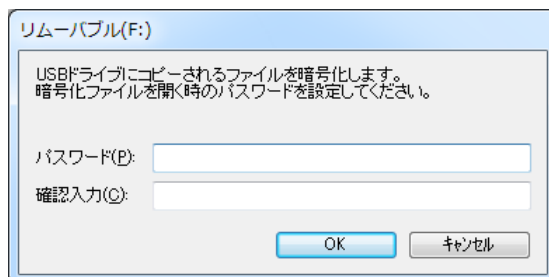 リムーバブル(F:)
USBドライブにコピーされるファイルを暗号化します。
暗号化ファイルを開く時のパスワードを設定してください。
パスワード(P):
確認入力(C):
OK キャンセル